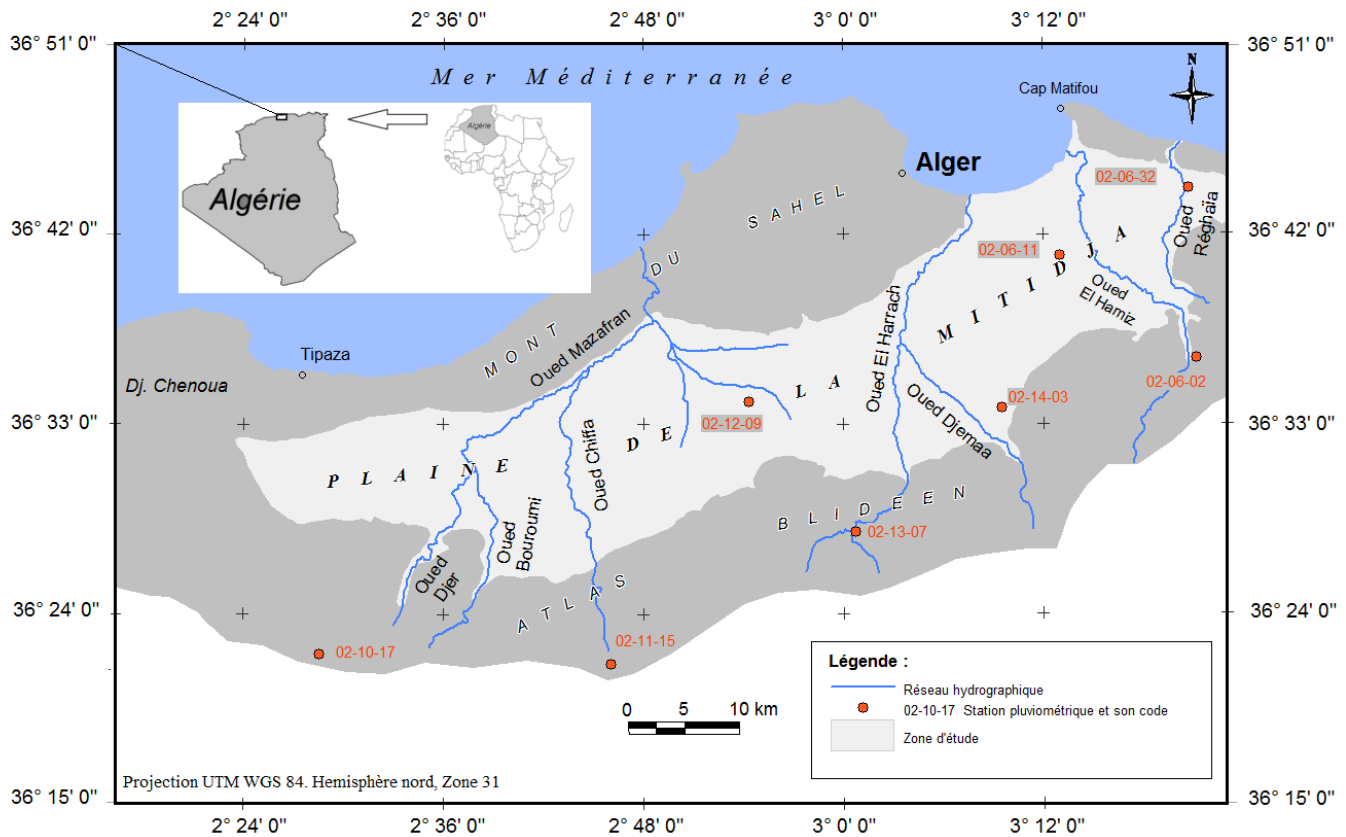 2° 24' 0"
2° 36' 0"
2° 48' 0"
3° 0' 0"
3° 12' 0"
36° 51' 0"
36° 51' 0"
Mer Méditerranée
N
Cap Matifou
Algérie
Algérie
Alger
02-06-32
SAHEL
Oued
Réghaïa
36° 42' 0"
36° 42' 0"
02-06-11
DU
MITIDJA
Oued
El Hamiz
MONT
Oued Mazafran
Oued El Harrach
Tipaza
Dj. Chenoua
02-06-02
LA
02-14-03
02-12-09
Oued Djemaa
36° 33' 0"
36° 33' 0"
DE
Oued Chiffa
PLAINE
BLIDEEN
Oued
Bouroumi
02-13-07
Oued
Djer
ATLAS
36° 24' 0"
36° 24' 0"
02-10-17
02-11-15
Légende :
Réseau hydrographique
02-10-17 Station pluviométrique et son code
Zone d'étude
0 5 10 km
Projection UTM WGS 84. Hemisphère nord, Zone 31
36° 15' 0"
36° 15' 0"
2° 24' 0"
2° 36' 0"
2° 48' 0"
3° 0' 0"
3° 12' 0"